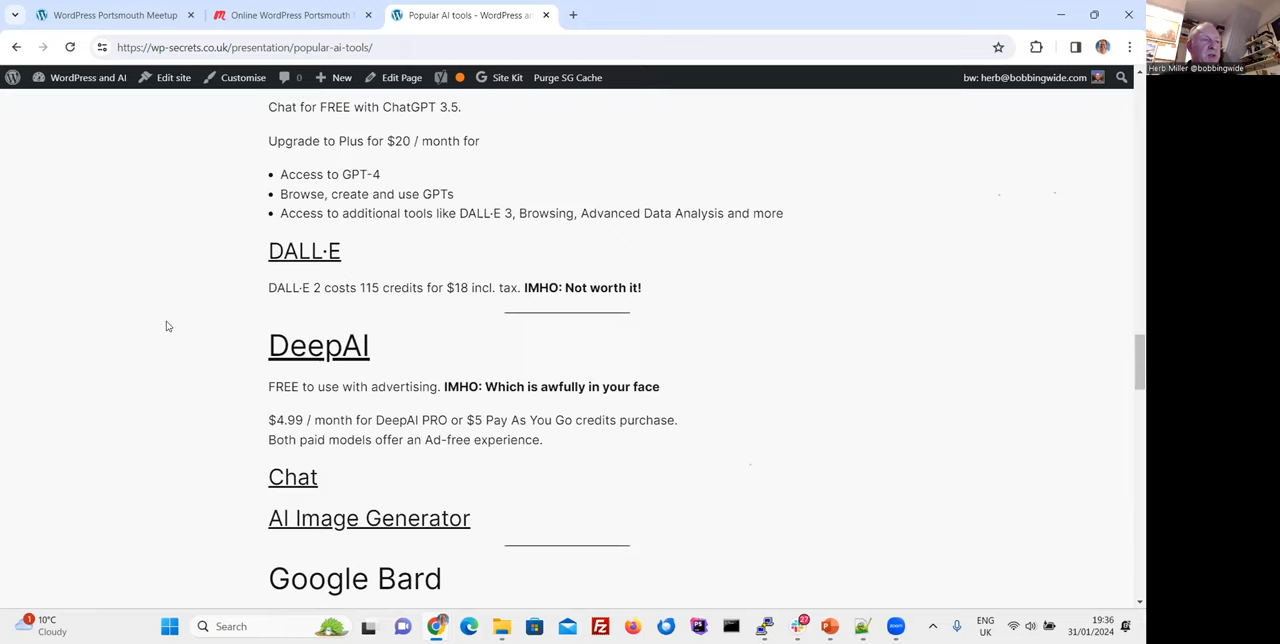 WordPress Portsmouth Meetup
Online WordPress Portsmouth
Popular AI tools - WordPress an
https://wp-secrets.co.uk/presentation/popular-ai-tools/
Herb Miller @bobbingwide
WordPress and AI
Edit site
Customise
0
New
Edit Page
Site Kit
Purge SG Cache
bw: herb@bobbingwide.com
Chat for FREE with ChatGPT 3.5.
Upgrade to Plus for $20 / month for
• Access to GPT-4
• Browse, create and use GPTs
• Access to additional tools like DALL·E 3, Browsing, Advanced Data Analysis and more
DALL·E
DALL·E 2 costs 115 credits for $18 incl. tax. IMHO: Not worth it!
DeepAI
FREE to use with advertising. IMHO: Which is awfully in your face
$4.99 / month for DeepAI PRO or $5 Pay As You Go credits purchase.
Both paid models offer an Ad-free experience.
Chat
AI Image Generator
Google Bard
1
10°C
Cloudy
Search
27
zoom
ENG
UK
19:36
31/01/2024